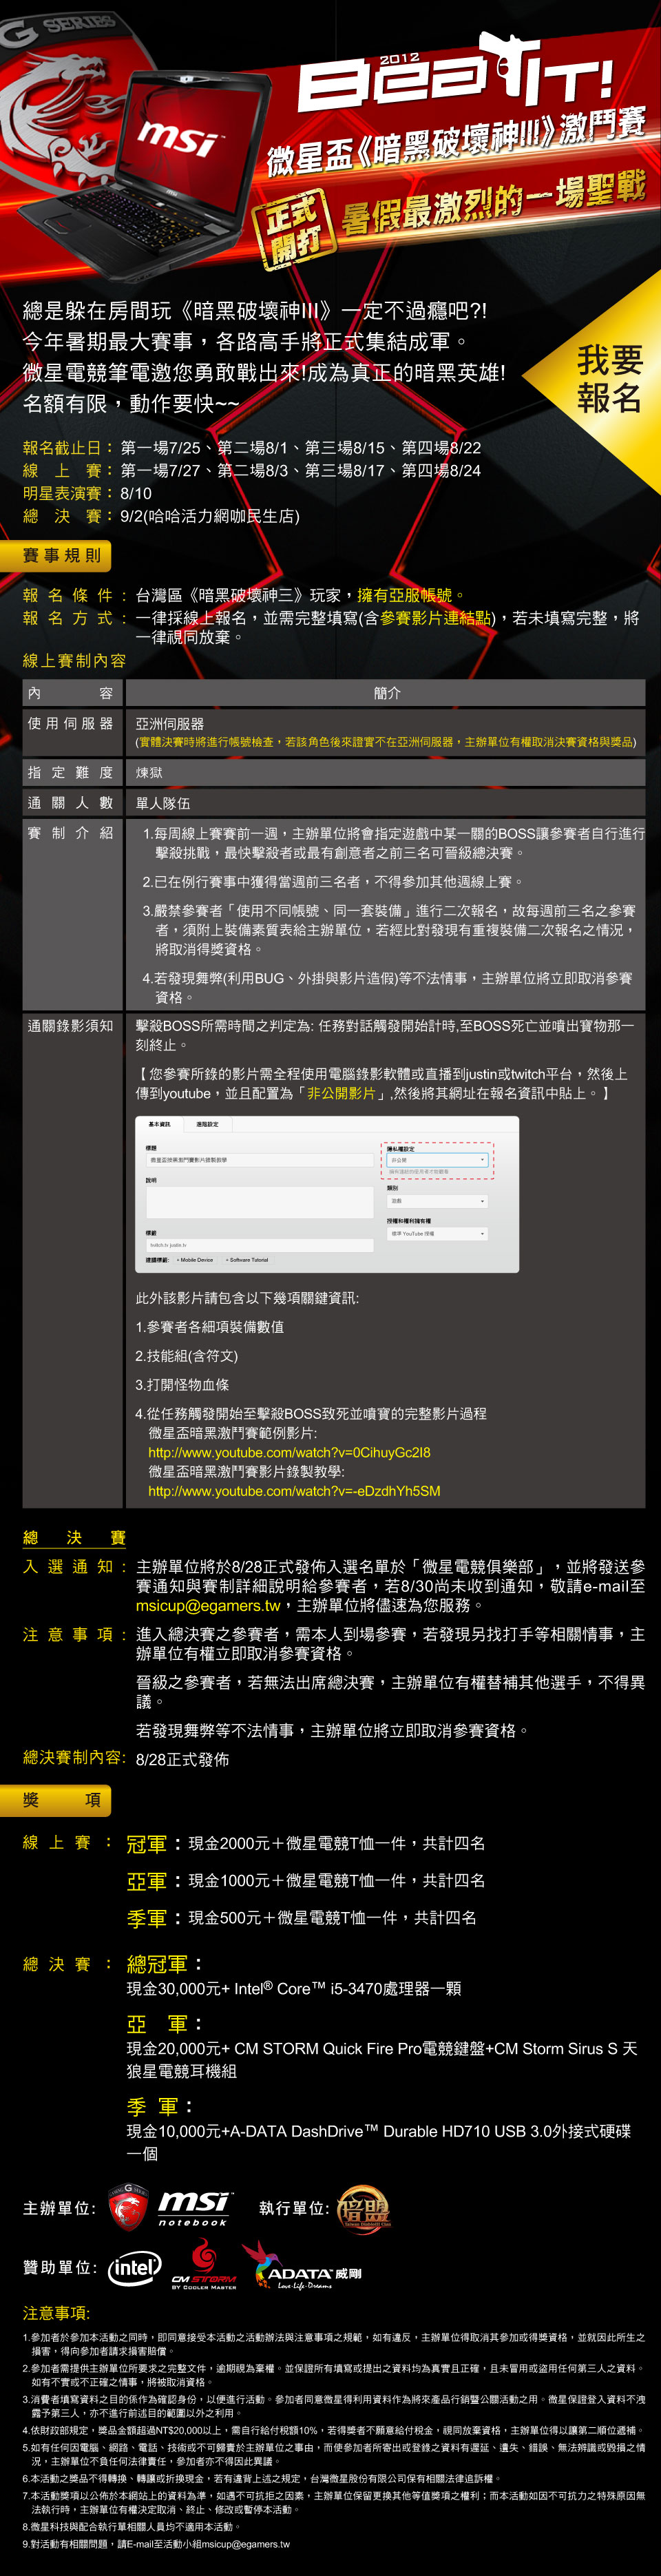 G SERIES
msi
2012
BeaT IT!
微星盃《暗黑破壞神III》激鬥賽
正式
開打
暑假最激烈的一場聖戰
總是躲在房間玩《暗黑破壞神III》一定不過癮吧?!
今年暑期最大賽事，各路高手將正式集結成軍。
微星電競筆電邀您勇敢戰出來!成為真正的暗黑英雄!
名額有限，動作要快~~
我要
報名
報名截止日：第一場7/25、第二場8/1、第三場8/15、第四場8/22
線上賽：第一場7/27、第二場8/3、第三場8/17、第四場8/24
明星表演賽：8/10
總決賽：9/2(哈哈活力網咖民生店)
賽事規則
報名條件：台灣區《暗黑破壞神三》玩家，擁有亞服帳號。
報名方式：一律採線上報名，並需完整填寫(含參賽影片連結點)，若未填寫完整，將
一律視同放棄。
線上賽制內容
內容 簡介
使用伺服器 亞洲伺服器
(實體決賽時將進行帳號檢查，若該角色後來證實不在亞洲伺服器，主辦單位有權取消決賽資格與獎品)
指定難度 煉獄
通關人數 單人隊伍
賽制介紹 1.每周線上賽賽前一週，主辦單位將會指定遊戲中某一關的BOSS讓參賽者自行進行
擊殺挑戰，最快擊殺者或最有創意者之前三名可晉級總決賽。
2.已在例行賽事中獲得當週前三名者，不得參加其他週線上賽。
3.嚴禁參賽者「使用不同帳號、同一套裝備」進行二次報名，故每週前三名之參賽
者，須附上裝備素質表給主辦單位，若經比對發現有重複裝備二次報名之情況，
將取消得獎資格。
4.若發現舞弊(利用BUG、外掛與影片造假)等不法情事，主辦單位將立即取消參賽
資格。
通關錄影須知 擊殺BOSS所需時間之判定為: 任務對話觸發開始計時,至BOSS死亡並噴出寶物那一
刻終止。
【 您參賽所錄的影片需全程使用電腦錄影軟體或直播到justin或twitch平台，然後上
傳到youtube，並且配置為「非公開影片」,然後將其網址在報名資訊中貼上。】
基本資訊 進階設定
標題 隱私權設定
微星盃暗黑激鬥賽影片錄製教學 非公開
說明 類別
遊戲
授權和權利擁有權
標籤 標準 YouTube 授權
twitch.tv justin.tv
建議標籤: + Mobile Device + Software Tutorial
此外該影片請包含以下幾項關鍵資訊:
1.參賽者各細項裝備數值
2.技能組(含符文)
3.打開怪物血條
4.從任務觸發開始至擊殺BOSS致死並噴寶的完整影片過程
微星盃暗黑激鬥賽範例影片:
http://www.youtube.com/watch?v=0CihuyGc2I8
微星盃暗黑激鬥賽影片錄製教學:
http://www.youtube.com/watch?v=-eDzdhYh5SM
總決賽
入選通知：主辦單位將於8/28正式發佈入選名單於「微星電競俱樂部」，並將發送參
賽通知與賽制詳細說明給參賽者，若8/30尚未收到通知，敬請e-mail至
msicup@egamers.tw，主辦單位將儘速為您服務。
注意事項：進入總決賽之參賽者，需本人到場參賽，若發現另找打手等相關情事，主
辦單位有權立即取消參賽資格。
晉級之參賽者，若無法出席總決賽，主辦單位有權替補其他選手，不得異
議。
若發現舞弊等不法情事，主辦單位將立即取消參賽資格。
總決賽制內容: 8/28正式發佈
獎項
線上賽：冠軍：現金2000元＋微星電競T恤一件，共計四名
亞軍：現金1000元＋微星電競T恤一件，共計四名
季軍：現金500元＋微星電競T恤一件，共計四名
總決賽：總冠軍：
現金30,000元+ Intel® Core™ i5-3470處理器一顆
亞軍：
現金20,000元+ CM STORM Quick Fire Pro電競鍵盤+CM Storm Sirus S 天
狼星電競耳機組
季軍：
現金10,000元+A-DATA DashDrive™ Durable HD710 USB 3.0外接式硬碟
一個
主辦單位: G SERIES msi notebook 執行單位: 暗盟
贊助單位: intel CM STORM BY COOLER MASTER ADATA 威剛 Love·Life·Dreams
注意事項:
1.參加者於參加本活動之同時，即同意接受本活動之活動辦法與注意事項之規範，如有違反，主辦單位得取消其參加或得獎資格，並就因此所生之
損害，得向參加者請求損害賠償。
2.參加者需提供主辦單位所要求之完整文件，逾期視為棄權。並保證所有填寫或提出之資料均為真實且正確，且未冒用或盜用任何第三人之資料。
如有不實或不正確之情事，將被取消資格。
3.消費者填寫資料之目的係作為確認身份，以便進行活動。參加者同意微星得利用資料作為將來產品行銷暨公關活動之用。微星保證登入資料不洩
露予第三人，亦不進行前述目的範圍以外之利用。
4.依財政部規定，獎品金額超過NT$20,000以上，需自行給付稅額10%，若得獎者不願意給付稅金，視同放棄資格，主辦單位得以讓第二順位遞補。
5.如有任何因電腦、網路、電話、技術或不可歸責於主辦單位之事由，而使參加者所寄出或登錄之資料有遲延、遺失、錯誤、無法辨識或毀損之情
況，主辦單位不負任何法律責任，參加者亦不得因此異議。
6.本活動之獎品不得轉換、轉讓或折換現金，若有違背上述之規定，台灣微星股份有限公司保有相關法律追訴權。
7.本活動獎項以公佈於本網站上的資料為準，如遇不可抗拒之因素，主辦單位保留更換其他等值獎項之權利；而本活動如因不可抗力之特殊原因無
法執行時，主辦單位有權決定取消、終止、修改或暫停本活動。
8.微星科技與配合執行單相關人員均不適用本活動。
9.對活動有相關問題，請E-mail至活動小組msicup@egamers.tw